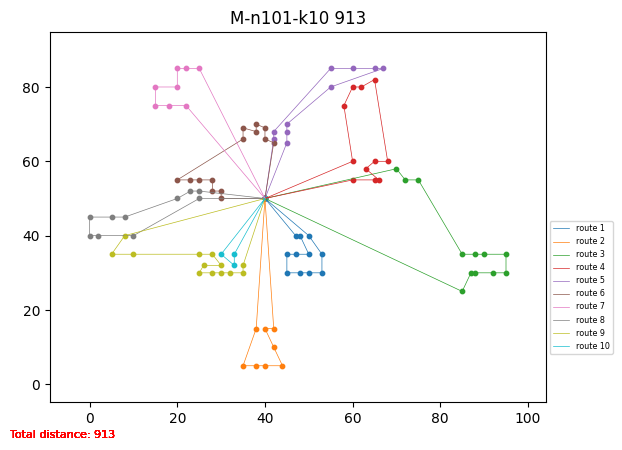 M-n101-k10 913
80
60
40
20
0
0 20 40 60 80 100
route 1
route 2
route 3
route 4
route 5
route 6
route 7
route 8
route 9
route 10
Total distance: 913